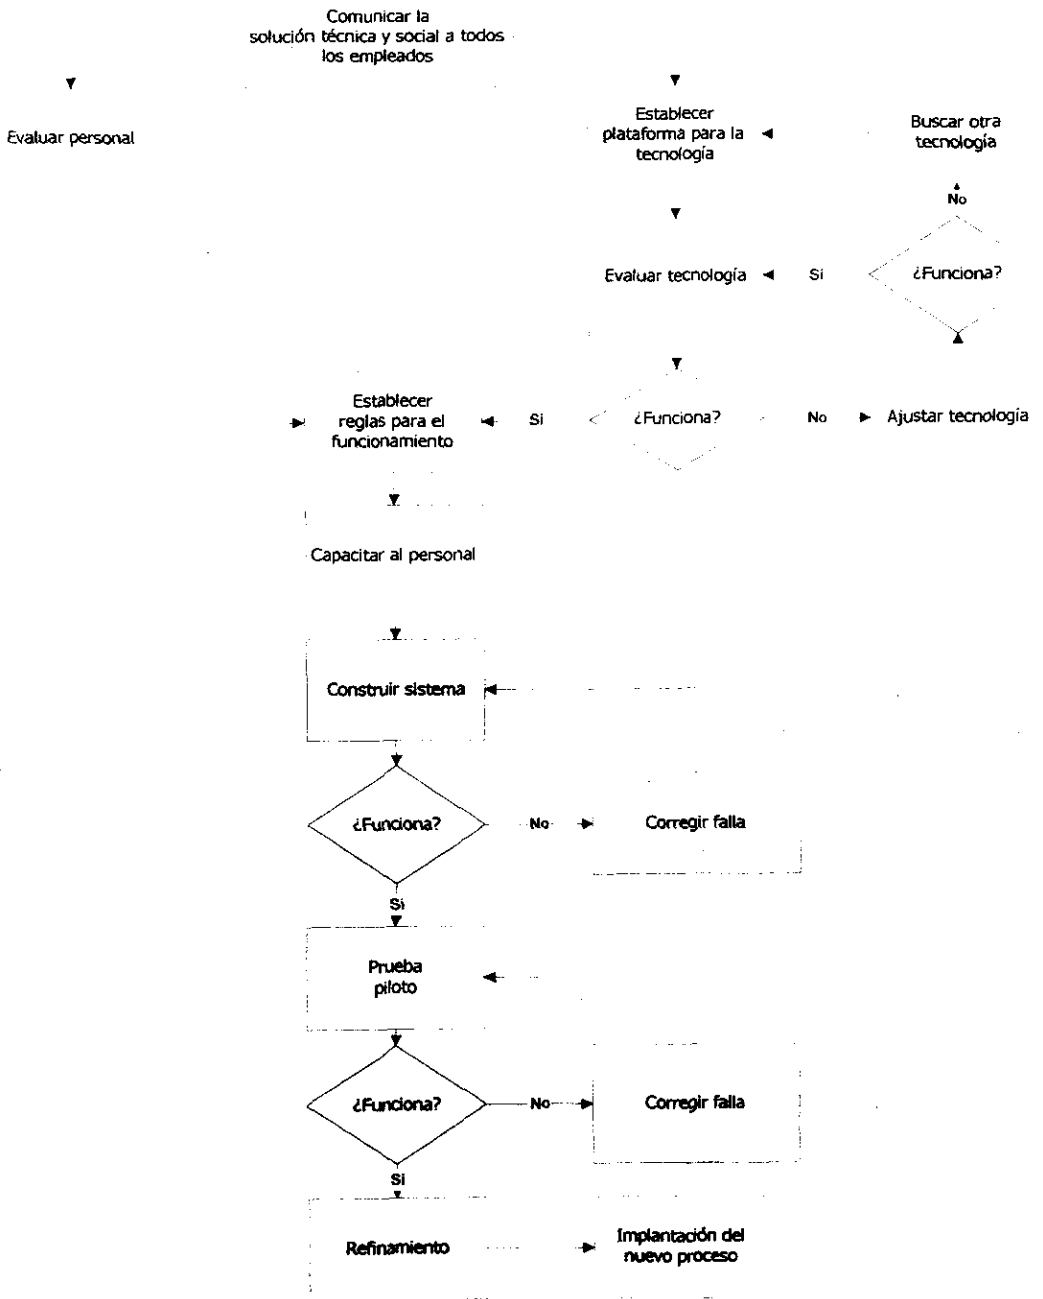 Comunicar la
solución técnica y social a todos
los empleados
Evaluar personal
Establecer
plataforma para la
tecnología
Buscar otra
tecnología
No
Evaluar tecnología
Si
¿Funciona?
Establecer
reglas para el
funcionamiento
Si
¿Funciona?
No
Ajustar tecnología
Capacitar al personal
Construir sistema
¿Funciona?
No
Corregir falla
Si
Prueba
piloto
¿Funciona?
No
Corregir falla
Si
Refinamiento
Implantación del
nuevo proceso